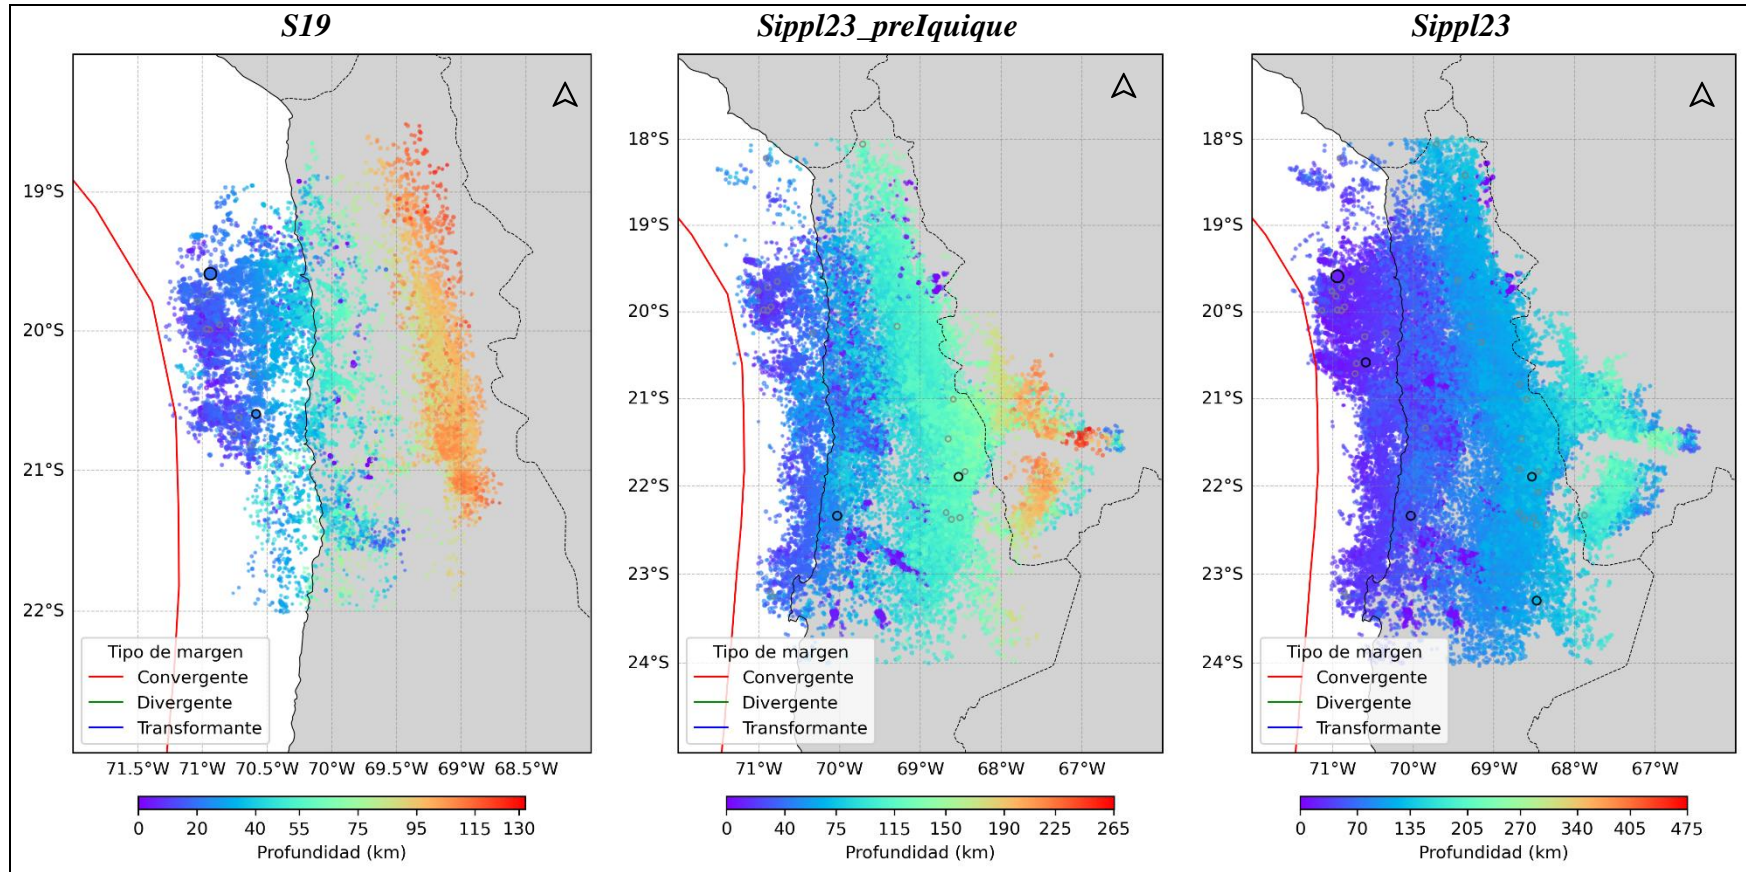 S19
19°S
20°S
21°S
22°S
Tipo de margen
Convergente
Divergente
Transformante
71.5°W 71°W 70.5°W 70°W 69.5°W 69°W 68.5°W
0 20 40 55 75 95 115 130
Profundidad (km)
Sippl23_preIquique
18°S
19°S
20°S
21°S
22°S
23°S
24°S
Tipo de margen
Convergente
Divergente
Transformante
71°W 70°W 69°W 68°W 67°W
0 40 75 115 150 190 225 265
Profundidad (km)
Sippl23
18°S
19°S
20°S
21°S
22°S
23°S
24°S
Tipo de margen
Convergente
Divergente
Transformante
71°W 70°W 69°W 68°W 67°W
0 70 135 205 270 340 405 475
Profundidad (km)